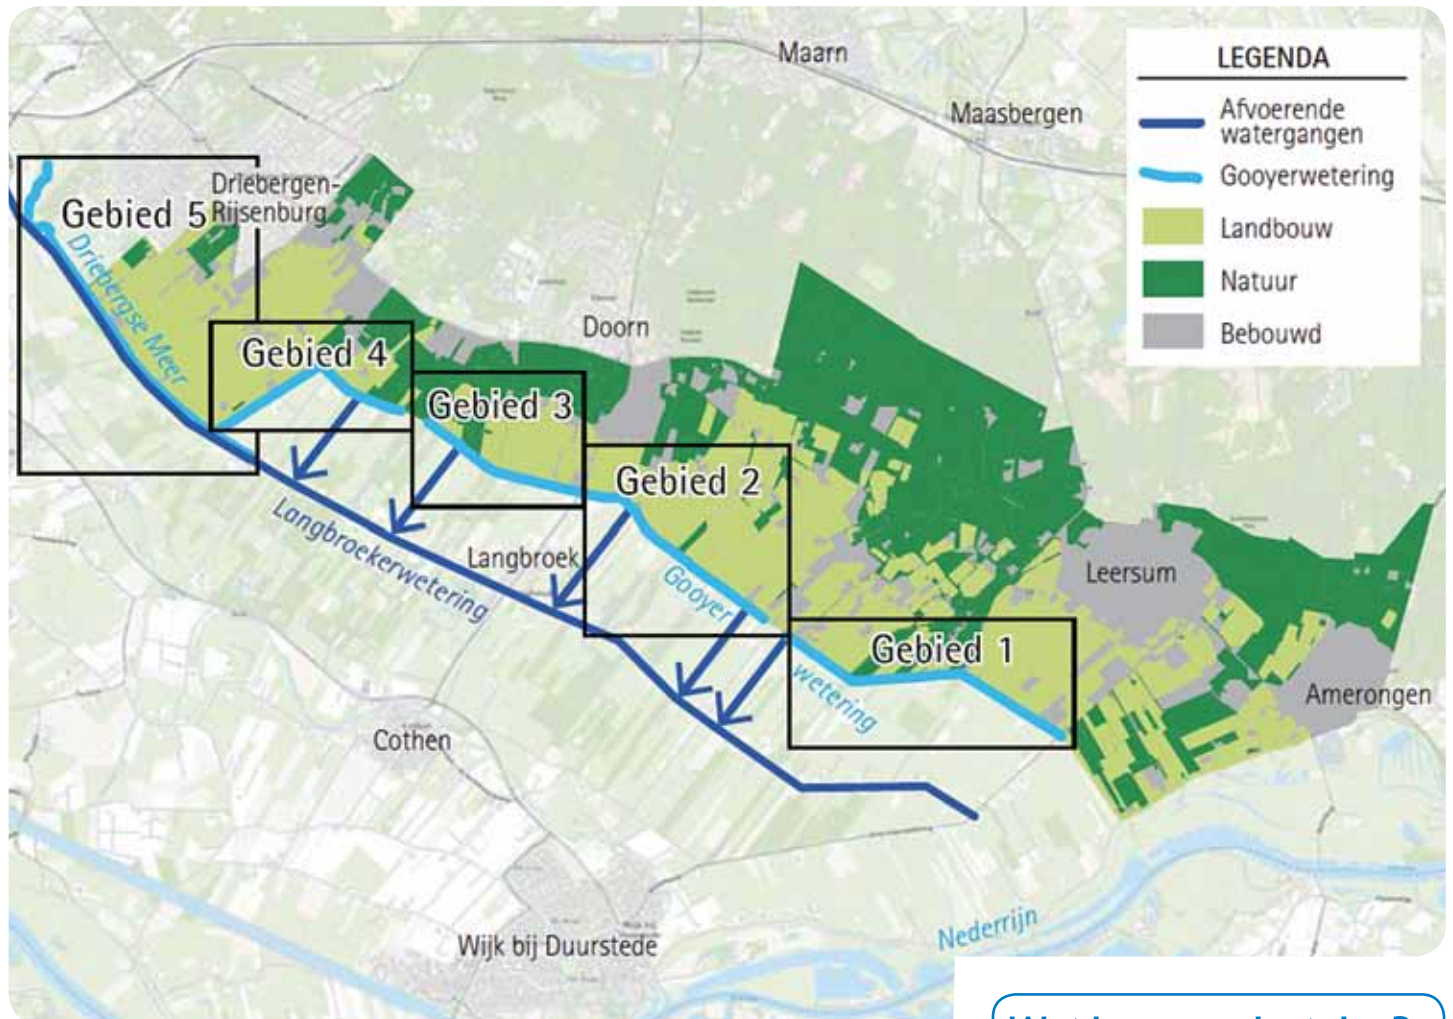 Maarn
Maasbergen
LEGENDA
Afvoerende
watergangen
Gooyerwetering
Landbouw
Natuur
Bebouwd
Driebergen-
Rijsenburg
Gebied 5
Driebergse Meer
Doorn
Gebied 4
Gebied 3
Gebied 2
Langbroekerwetering
Langbroek
Gooyer
wetering
Gebied 1
Leersum
Amerongen
Cothen
Wijk bij Duurstede
Nederrijn